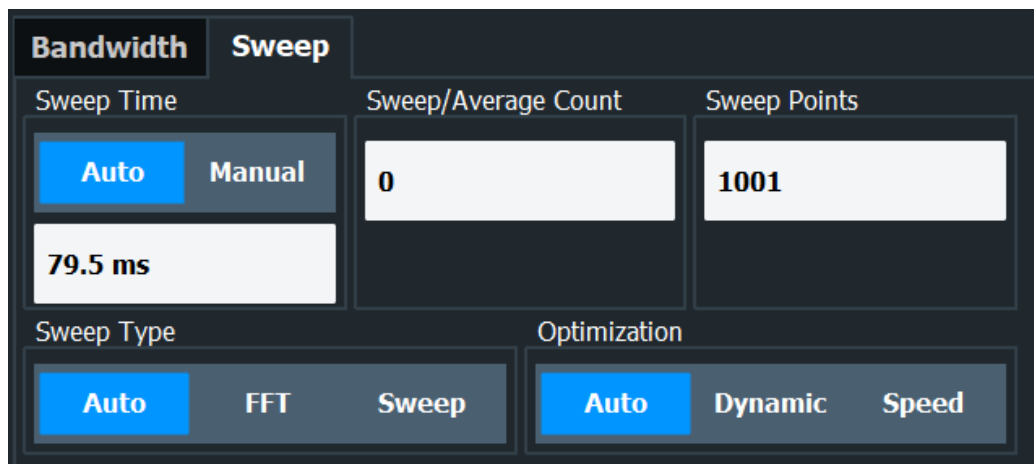 Bandwidth Sweep
Sweep Time Sweep/Average Count Sweep Points
Auto Manual 0 1001
79.5 ms
Sweep Type Optimization
Auto FFT Sweep Auto Dynamic Speed